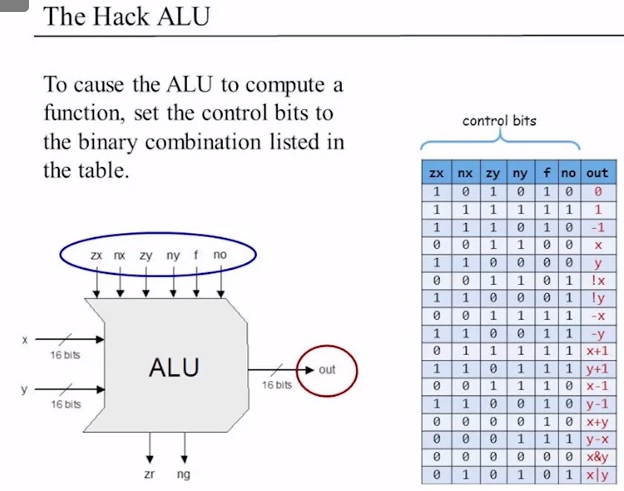 The Hack ALU
To cause the ALU to compute a
function, set the control bits to
the binary combination listed in
the table.
zx nx zy ny f no
x
16 bits
y
16 bits
ALU
16 bits
out
zr ng
control bits
zx nx zy ny f no out
1 0 1 0 1 0 0
1 1 1 1 1 1 1
1 1 1 0 1 0 -1
0 0 1 1 0 0 x
1 1 0 0 0 0 y
0 0 1 1 0 1 !x
1 1 0 0 0 1 !y
0 0 1 1 1 1 -x
1 1 0 0 1 1 -y
0 1 1 1 1 1 x+1
1 1 0 1 1 1 y+1
0 0 1 1 1 0 x-1
1 1 0 0 1 0 y-1
0 0 0 0 1 0 x+y
0 0 0 1 1 1 y-x
0 0 0 0 0 0 x&y
0 1 0 1 0 1 x|y